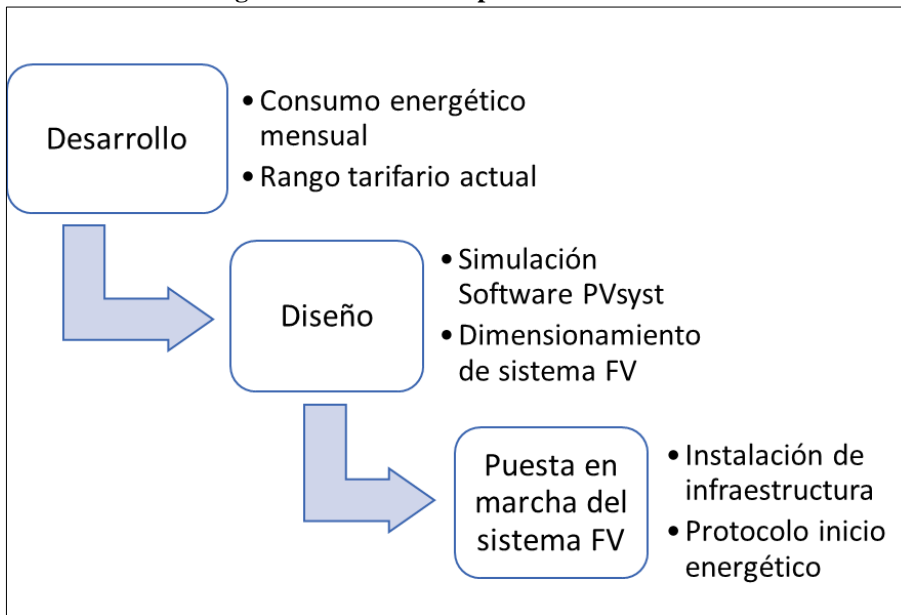 Desarrollo
• Consumo energético
mensual
• Rango tarifario actual
Diseño
• Simulación
Software PVsyst
• Dimensionamiento
de sistema FV
Puesta en
marcha del
sistema FV
• Instalación de
infraestructura
• Protocolo inicio
energético